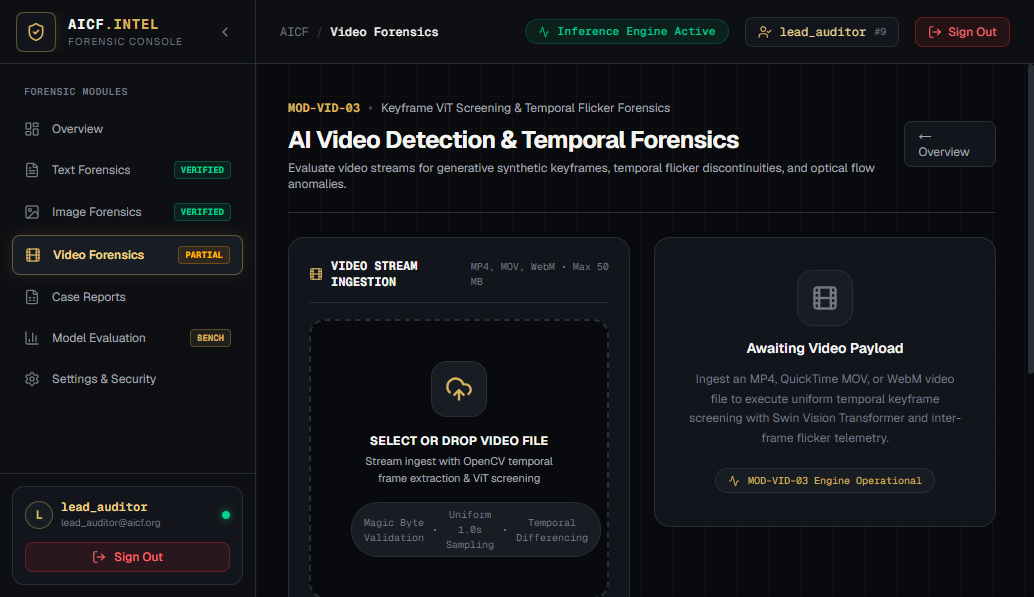 AICF.INTEL
FORENSIC CONSOLE
AICF / Video Forensics
Inference Engine Active
lead_auditor #9
Sign Out
FORENSIC MODULES
Overview
Text Forensics VERIFIED
Image Forensics VERIFIED
Video Forensics PARTIAL
Case Reports
Model Evaluation BENCH
Settings & Security
L
lead_auditor
lead_auditor@aicf.org
Sign Out
MOD-VID-03 • Keyframe ViT Screening & Temporal Flicker Forensics
AI Video Detection & Temporal Forensics
Evaluate video streams for generative synthetic keyframes, temporal flicker discontinuities, and optical flow
anomalies.
←
Overview
VIDEO STREAM
INGESTION
MP4, MOV, WebM • Max 50
MB
SELECT OR DROP VIDEO FILE
Stream ingest with OpenCV temporal
frame extraction & ViT screening
Magic Byte
Validation
•
Uniform
1.0s
Sampling
•
Temporal
Differencing
Awaiting Video Payload
Ingest an MP4, QuickTime MOV, or WebM video
file to execute uniform temporal keyframe
screening with Swin Vision Transformer and inter-
frame flicker telemetry.
MOD-VID-03 Engine Operational